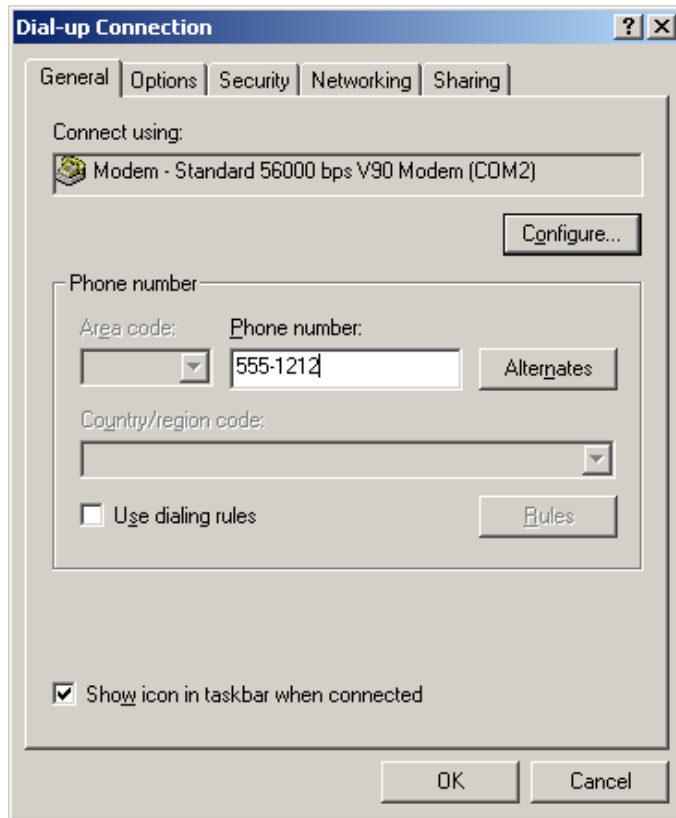 Dial-up Connection
General Options Security Networking Sharing
Connect using:
Modem - Standard 56000 bps V90 Modem (COM2)
Configure...
Phone number
Area code: Phone number:
555-1212 Alternates
Country/region code:
Use dialing rules Rules
Show icon in taskbar when connected
OK Cancel